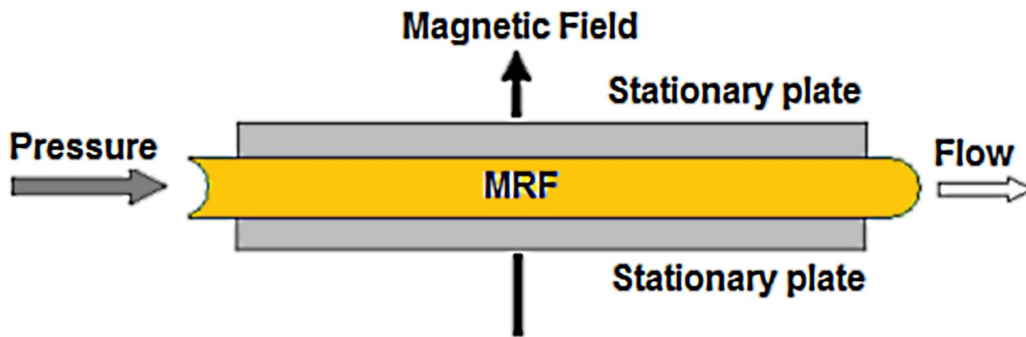 Magnetic Field
Stationary plate
Pressure
MRF
Flow
Stationary plate